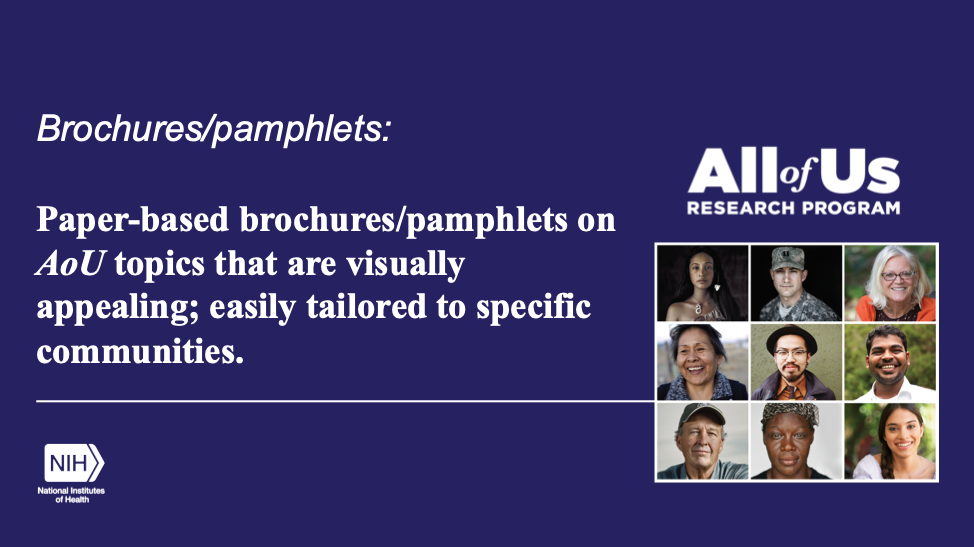 Brochures/pamphlets:
Paper-based brochures/pamphlets on
AoU topics that are visually
appealing; easily tailored to specific
communities.
All of Us
RESEARCH PROGRAM
NIH
National Institutes
of Health